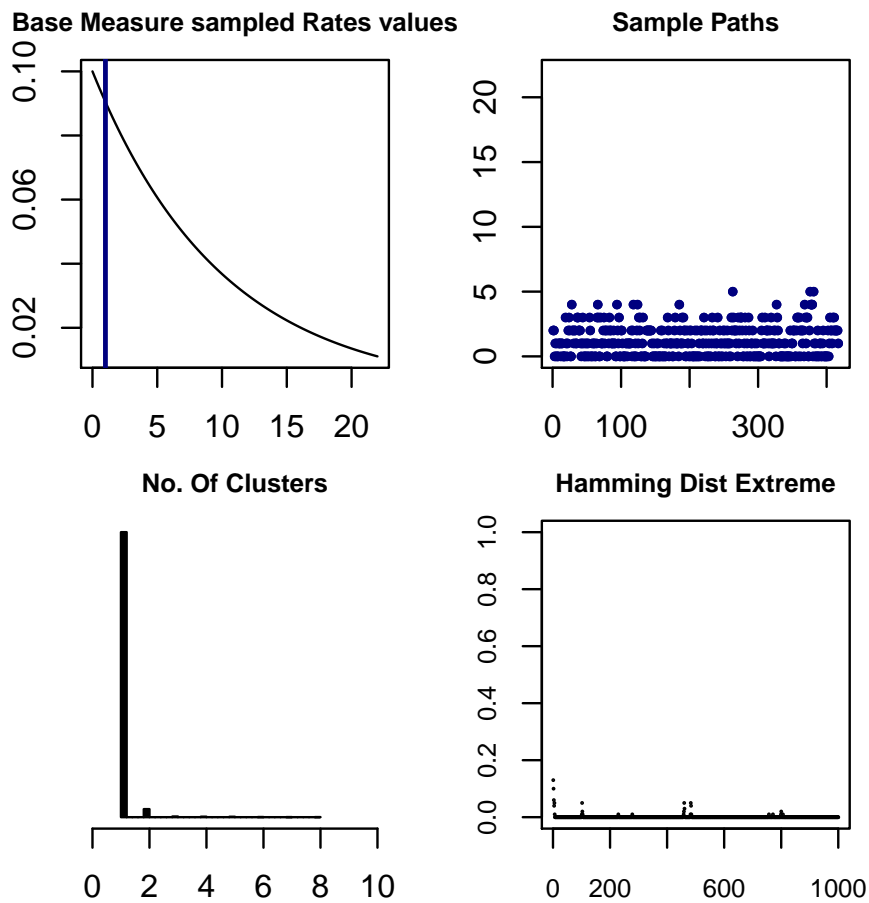 Base Measure sampled Rates values
0.10
0.06
0.02
0 5 10 15 20
Sample Paths
20
15
10
5
0
0 100 300
No. Of Clusters
0 2 4 6 8 10
Hamming Dist Extreme
1.0
0.8
0.6
0.4
0.2
0.0
0 200 600 1000